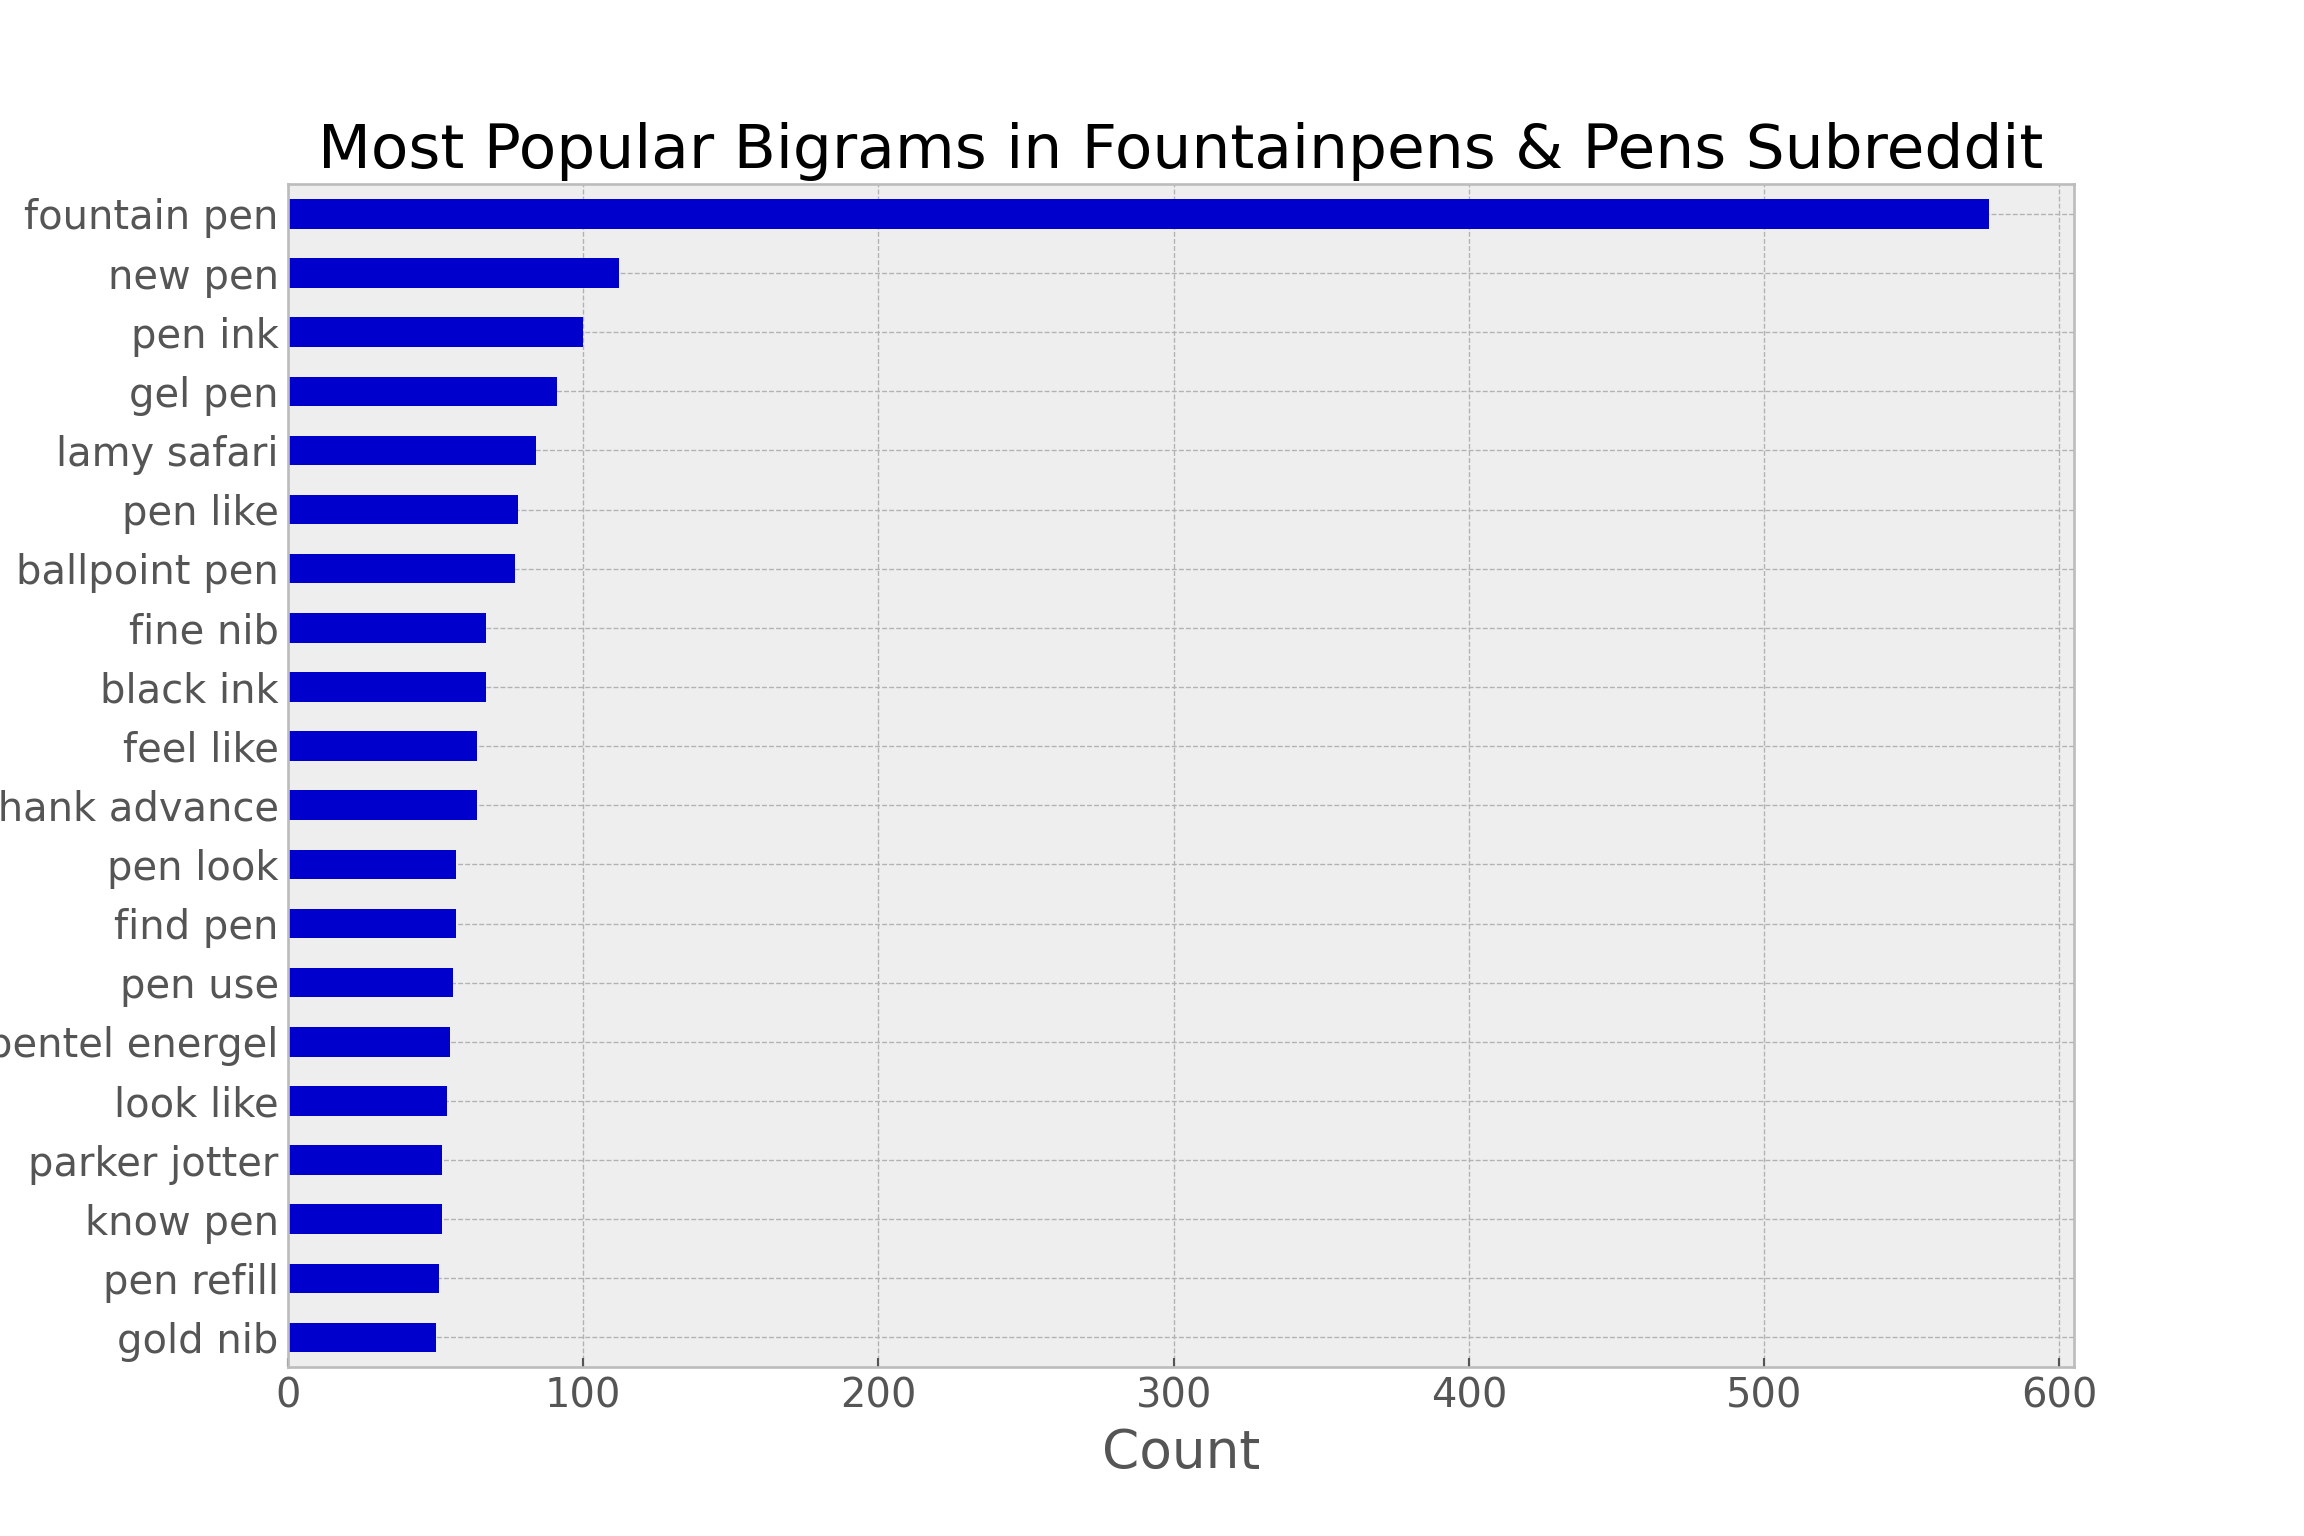 Most Popular Bigrams in Fountainpens & Pens Subreddit
fountain pen
new pen
pen ink
gel pen
lamy safari
pen like
ballpoint pen
fine nib
black ink
feel like
hank advance
pen look
find pen
pen use
pentel energel
look like
parker jotter
know pen
pen refill
gold nib
0 100 200 300 400 500 600
Count